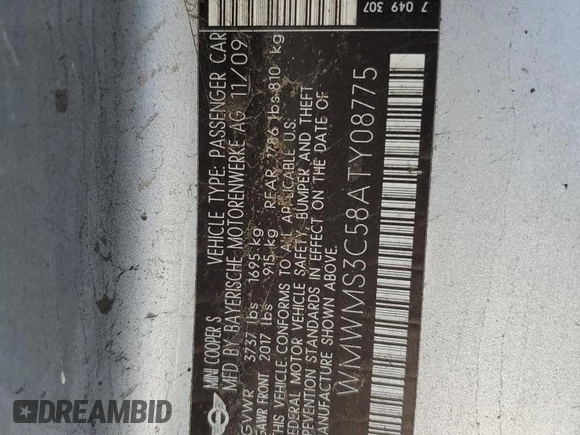 7 049 307
MINI COOPER S VEHICLE TYPE: PASSENGER CAR
MFD BY BAYERISCHE MOTORENWERKE AG 11/09
GVWR 3737 lbs 1695 kg
GAWR FRONT 2017 lbs 915 kg REAR 1786 lbs 810 kg
THIS VEHICLE CONFORMS TO ALL APPLICABLE U.S.
FEDERAL MOTOR VEHICLE SAFETY, BUMPER AND THEFT
PREVENTION STANDARDS IN EFFECT ON THE DATE OF
MANUFACTURE SHOWN ABOVE.
WMWMS3C58ATY08775
DREAMBID
DREAMBID.COM